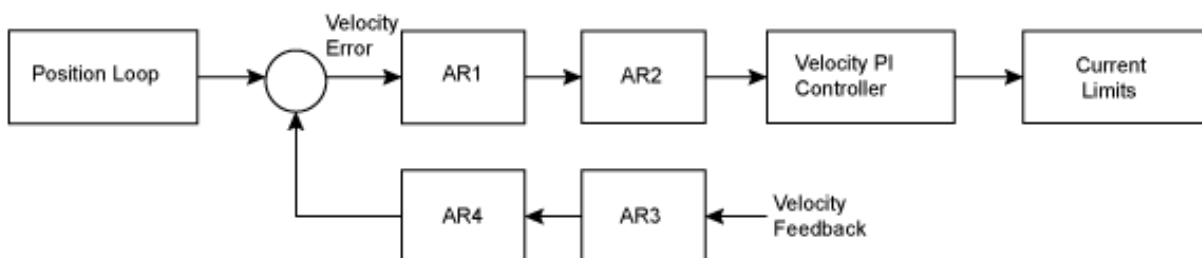 Velocity
Error
Position Loop
AR1
AR2
Velocity PI
Controller
Current
Limits
AR4
AR3
Velocity
Feedback